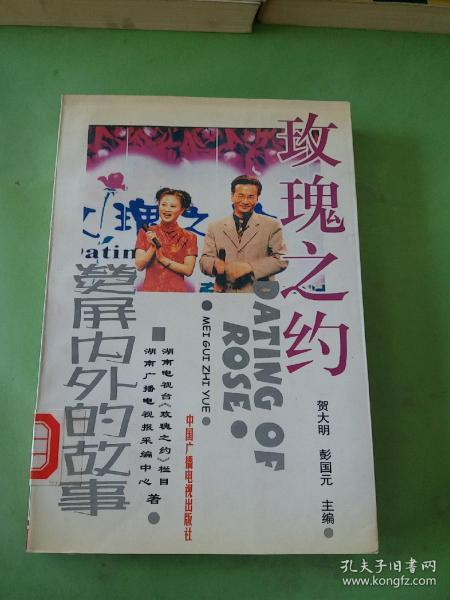 玫瑰之约
DATING OF
ROSE
MEI GUI ZHI YUE
荧屏内外的故事
贺大明 彭国元 主编
湖南电视台《玫瑰之约》栏目
湖南广播电视报采编中心
著
中国广播电视出版社
瑰之
Datin
孔夫子旧书网
www.kongfz.com